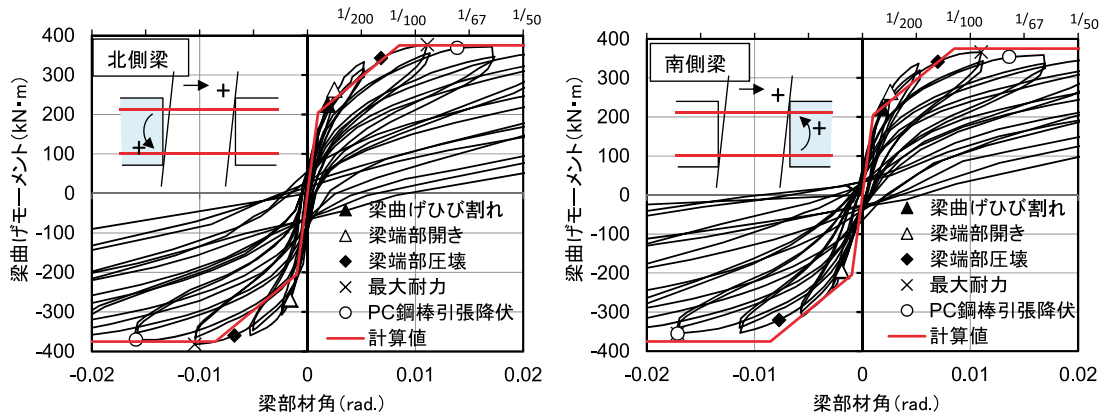 1/200 1/100 1/67 1/50
北側梁
+
+
梁曲げモーメント(kN・m)
400
300
200
100
0
-100
-200
-300
-400
梁曲げひび割れ
梁端部開き
梁端部圧壊
最大耐力
PC鋼棒引張降伏
計算値
-0.02 -0.01 0 0.01 0.02
梁部材角(rad.)
1/200 1/100 1/67 1/50
南側梁
+
+
梁曲げモーメント(kN・m)
400
300
200
100
0
-100
-200
-300
-400
梁曲げひび割れ
梁端部開き
梁端部圧壊
最大耐力
PC鋼棒引張降伏
計算値
-0.02 -0.01 0 0.01 0.02
梁部材角(rad.)